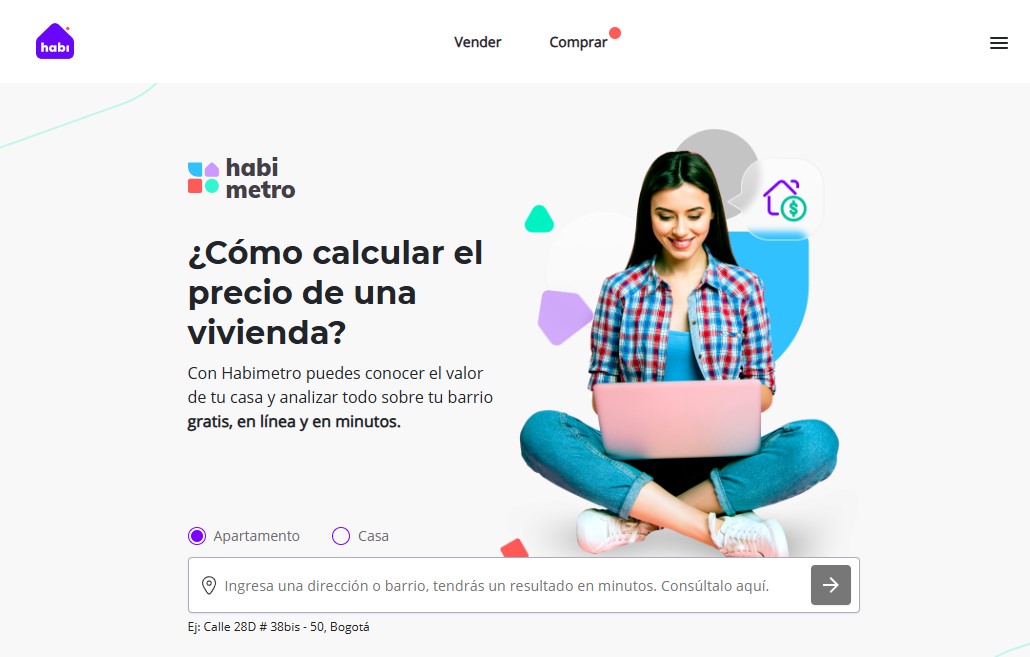 habi
Vender
Comprar
habi
metro
¿Cómo calcular el
precio de una
vivienda?
Con Habimetro puedes conocer el valor
de tu casa y analizar todo sobre tu barrio
gratis, en línea y en minutos.
Apartamento
Casa
Ingresa una dirección o barrio, tendrás un resultado en minutos. Consúltalo aquí.
Ej: Calle 28D # 38bis - 50, Bogotá